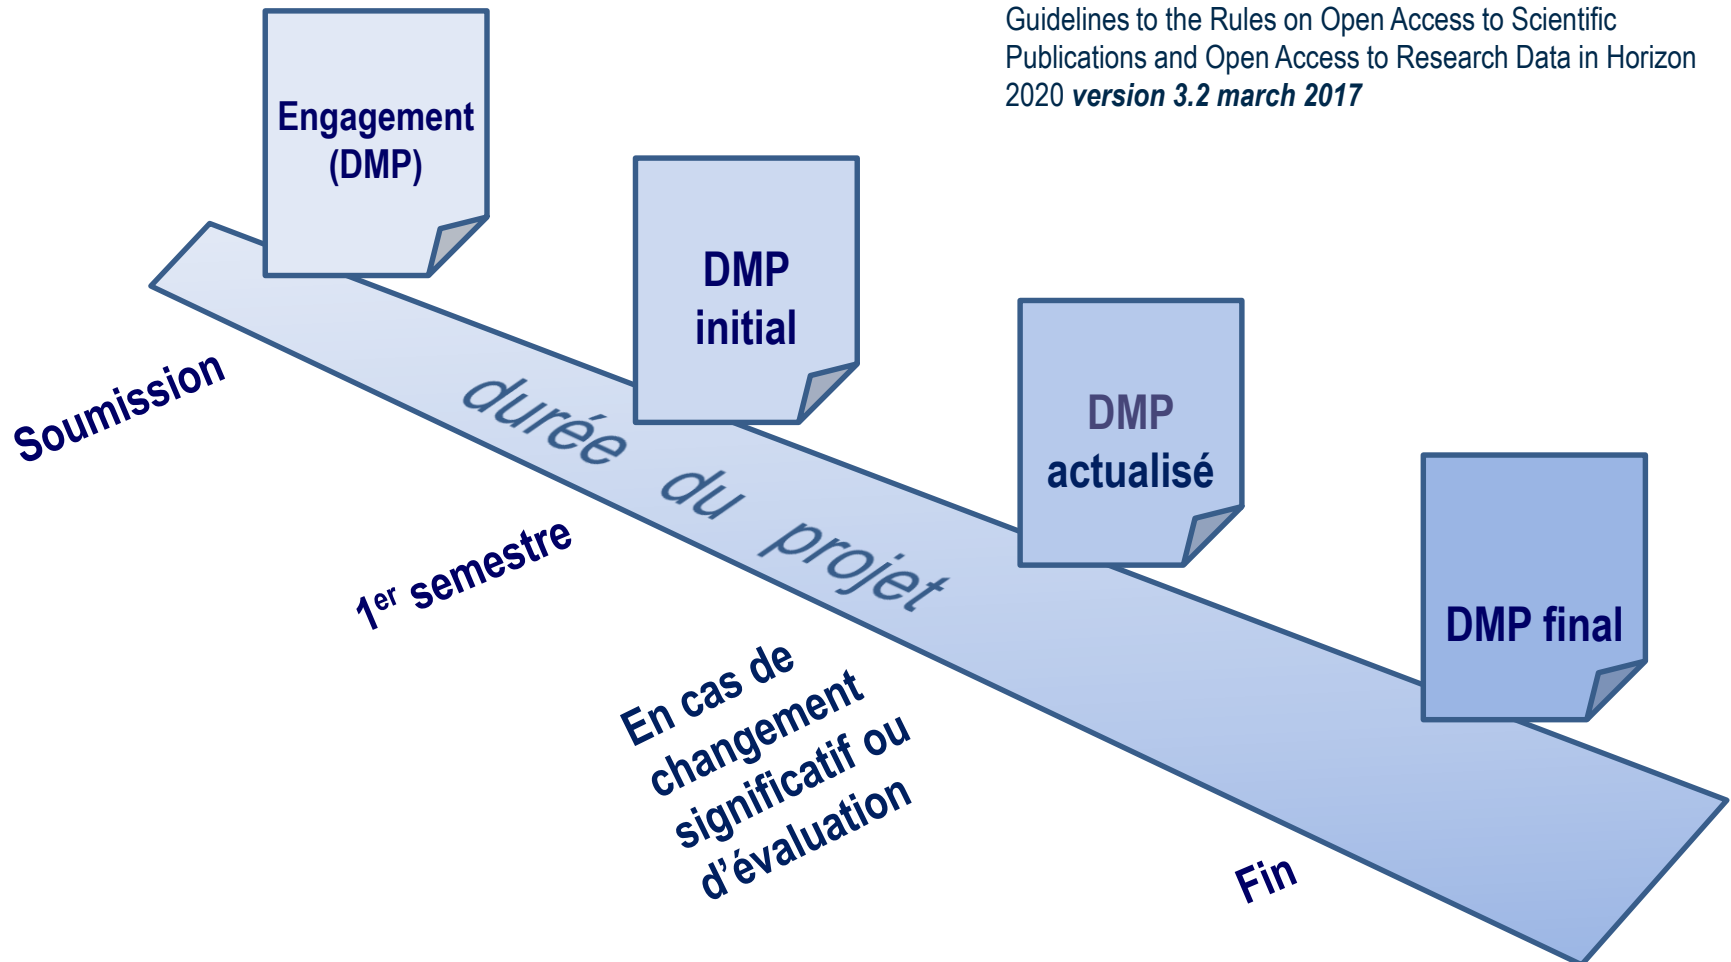 Guidelines to the Rules on Open Access to Scientific
Publications and Open Access to Research Data in Horizon
2020 version 3.2 march 2017
Engagement
(DMP)
DMP
initial
DMP
actualisé
DMP final
durée du projet
Soumission
1er semestre
En cas de
changement
significatif ou
d’évaluation
Fin